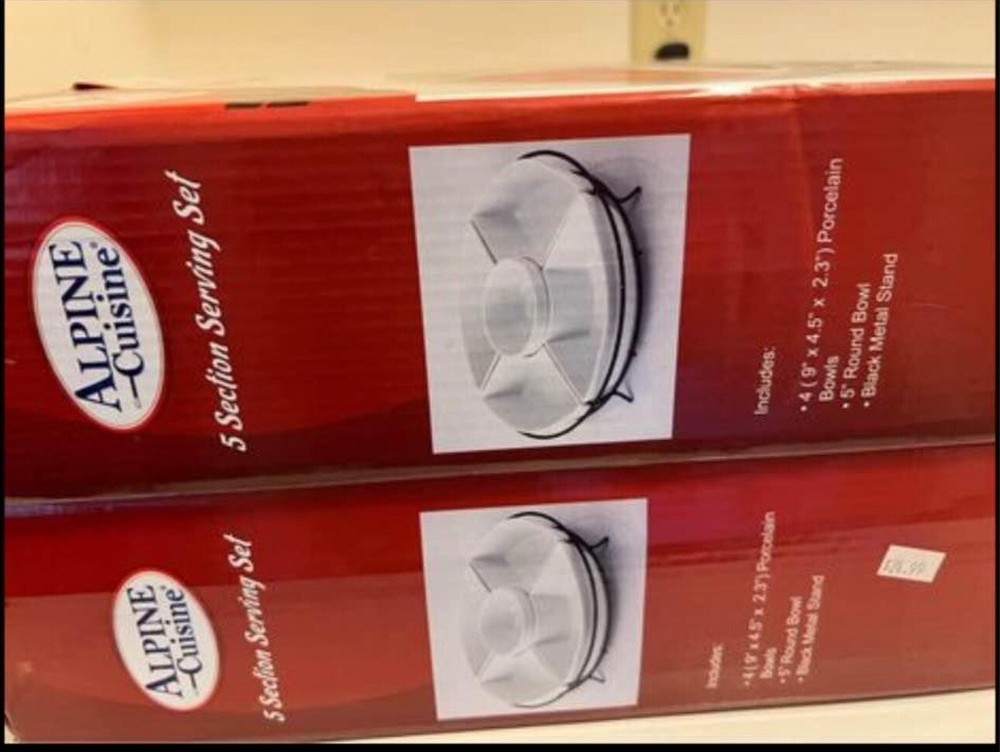 ALPINE
Cuisine®
5 Section Serving Set
Includes:
• 4 ( 9" x 4.5" x 2.3") Porcelain
Bowls
• 5" Round Bowl
• Black Metal Stand
ALPINE
Cuisine®
5 Section Serving Set
Includes:
• 4 ( 9" x 4.5" x 2.3") Porcelain
Bowls
• 5" Round Bowl
• Black Metal Stand